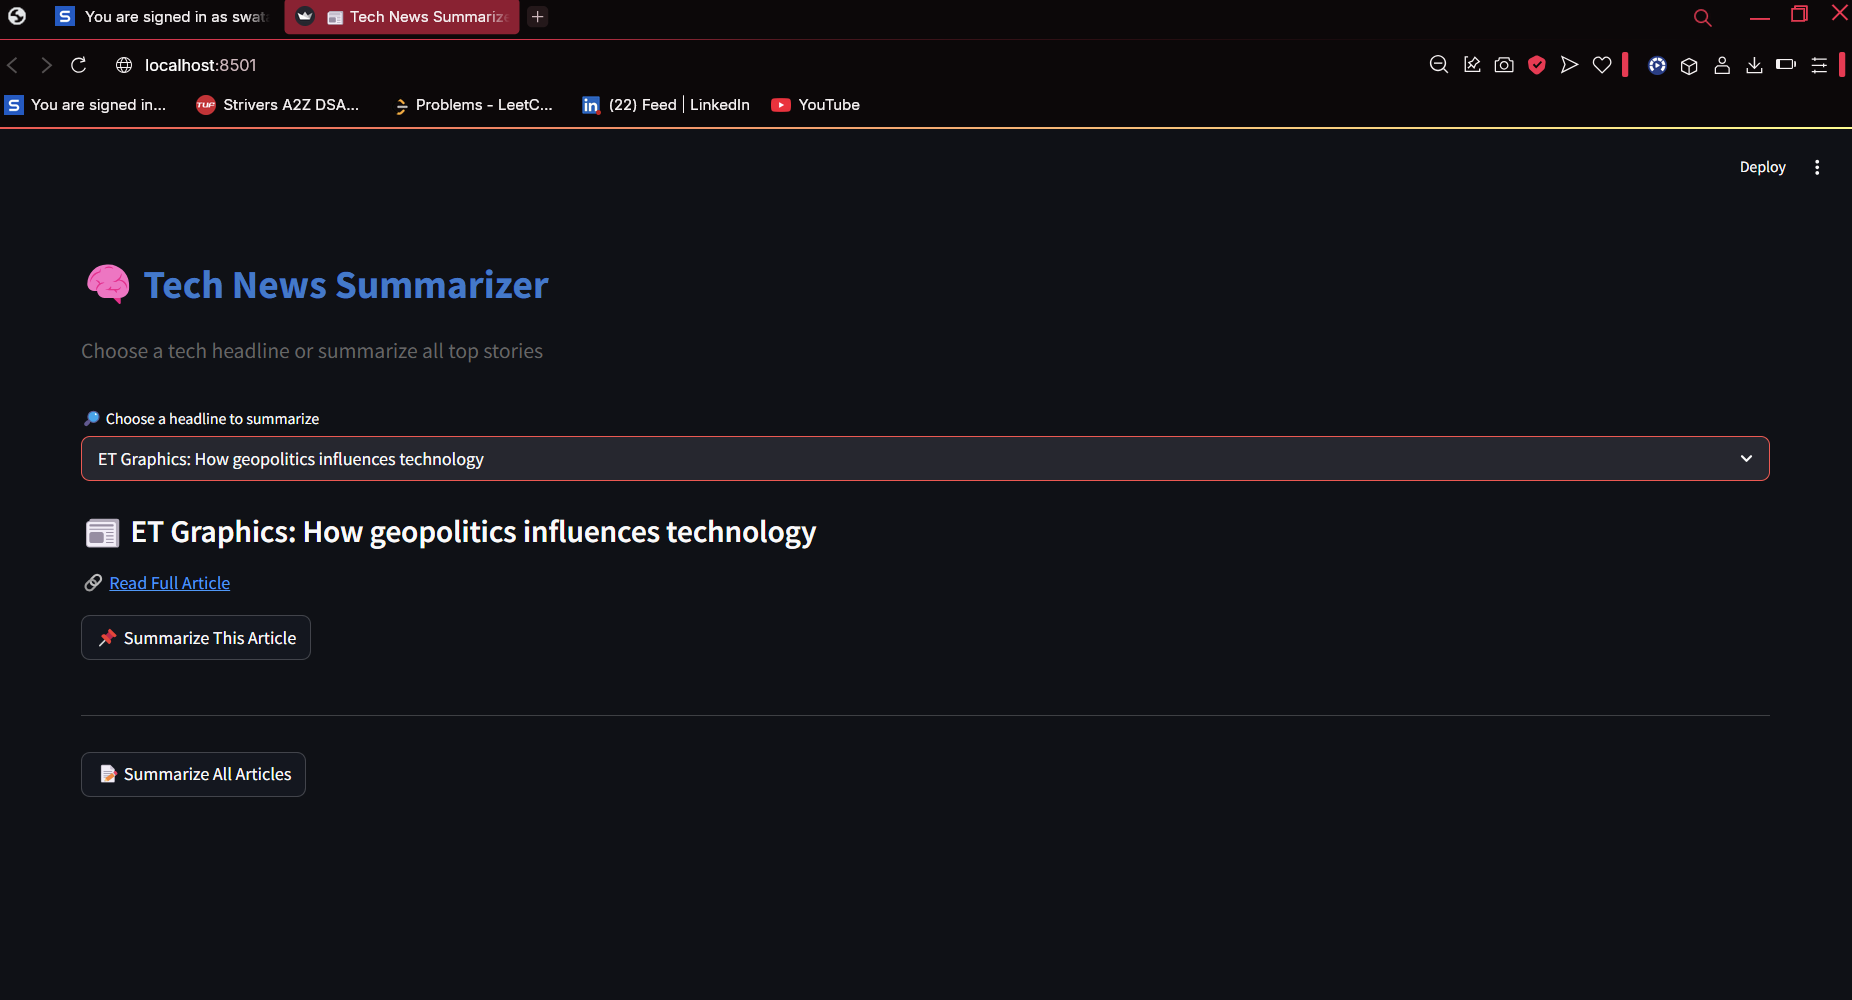 You are signed in as swat
Tech News Summarize
localhost:8501
You are signed in...
Strivers A2Z DSA...
Problems - LeetC...
(22) Feed | LinkedIn
YouTube
Deploy
Tech News Summarizer
Choose a tech headline or summarize all top stories
Choose a headline to summarize
ET Graphics: How geopolitics influences technology
ET Graphics: How geopolitics influences technology
Read Full Article
Summarize This Article
Summarize All Articles